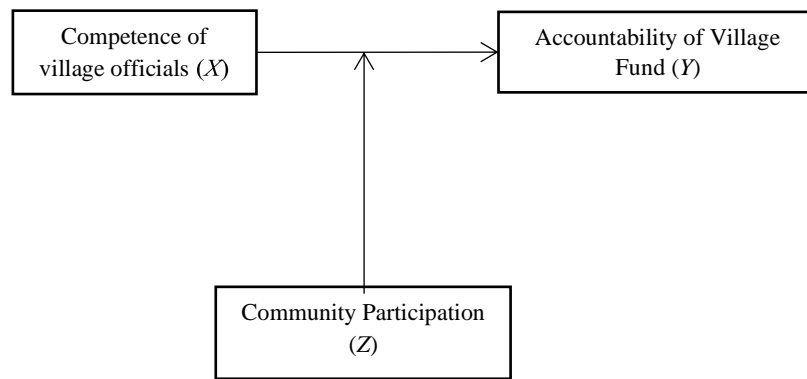 Competence of
village officials (X)
Accountability of Village
Fund (Y)
Community Participation
(Z)